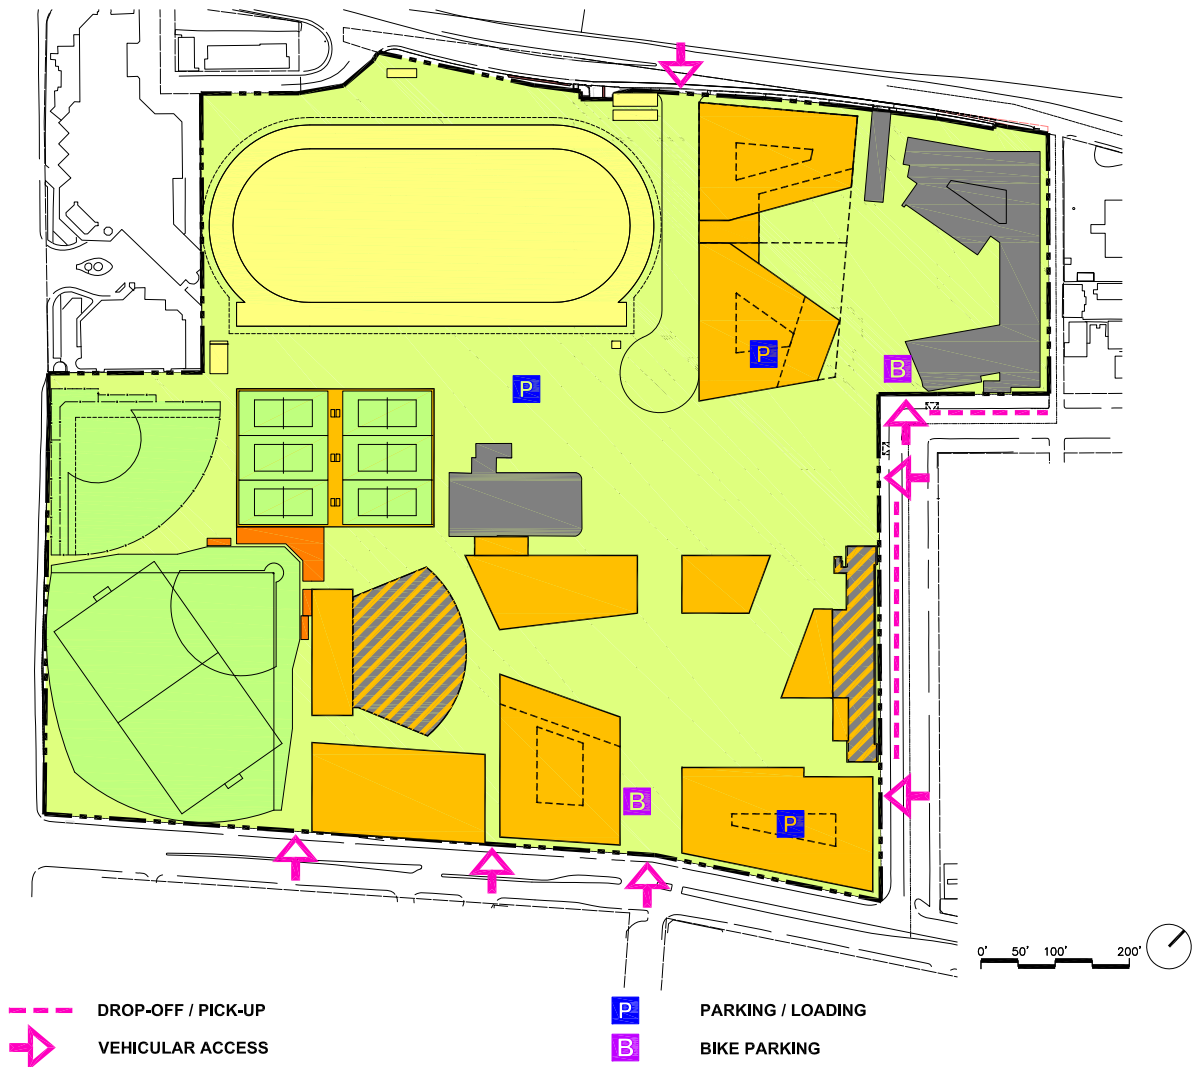 P
B
P
B
P
0' 50' 100' 200'
DROP-OFF / PICK-UP
P PARKING / LOADING
VEHICULAR ACCESS
B BIKE PARKING